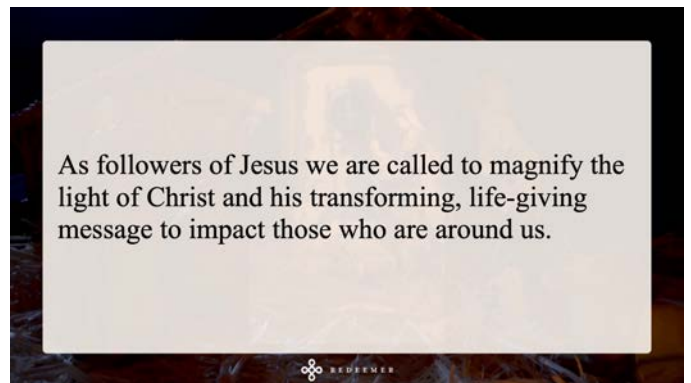 As followers of Jesus we are called to magnify the
light of Christ and his transforming, life-giving
message to impact those who are around us.
REDEEMER